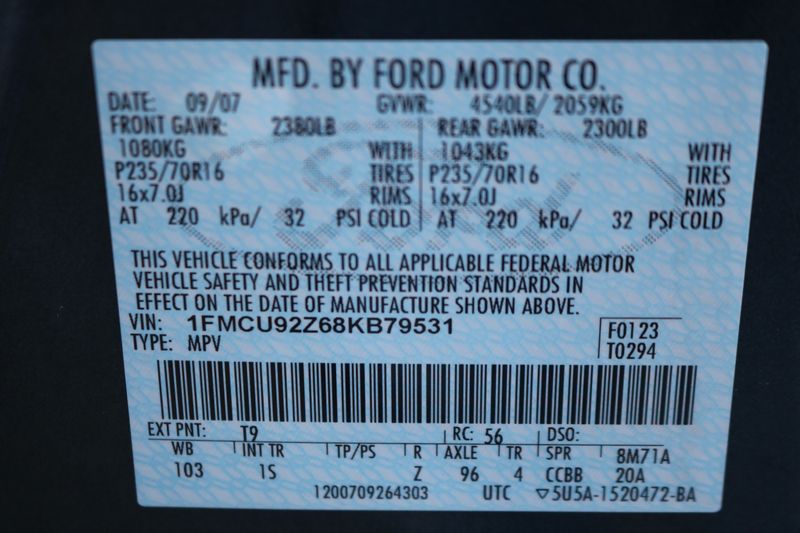 MFD. BY FORD MOTOR CO.
DATE: 09/07 GVWR: 4540LB/ 2059KG
FRONT GAWR: 2380LB REAR GAWR: 2300LB
1080KG WITH 1043KG WITH
P235/70R16 TIRES P235/70R16 TIRES
16x7.0J RIMS 16x7.0J RIMS
AT 220 kPa/ 32 PSI COLD AT 220 kPa/ 32 PSI COLD
THIS VEHICLE CONFORMS TO ALL APPLICABLE FEDERAL MOTOR
VEHICLE SAFETY AND THEFT PREVENTION STANDARDS IN
EFFECT ON THE DATE OF MANUFACTURE SHOWN ABOVE.
VIN: 1FMCU92Z68KB79531 F0123
TYPE: MPV T0294
EXT PNT: T9 RC: 56 DSO:
WB INT TR TP/PS R AXLE TR SPR 8M71A
103 1S Z 96 4 CCBB 20A
1200709264303 UTC ▽5U5A-1520472-BA